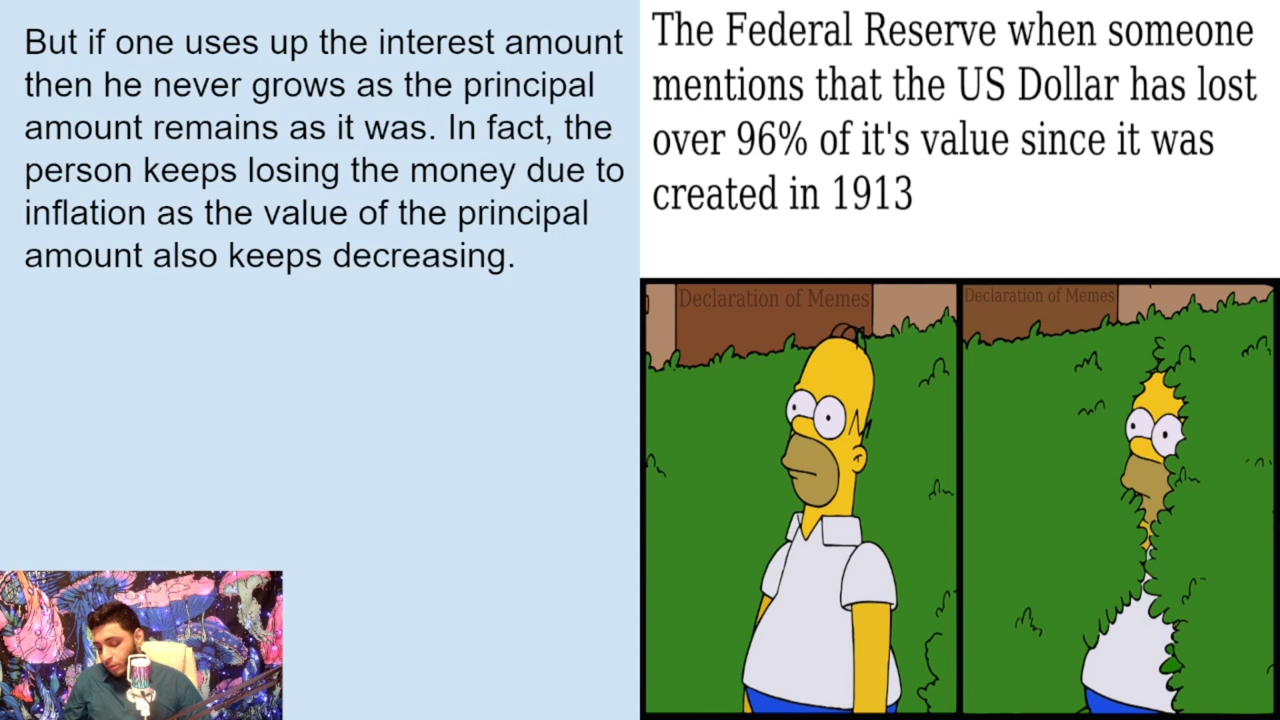 But if one uses up the interest amount
then he never grows as the principal
amount remains as it was. In fact, the
person keeps losing the money due to
inflation as the value of the principal
amount also keeps decreasing.
The Federal Reserve when someone
mentions that the US Dollar has lost
over 96% of it's value since it was
created in 1913
Declaration of Memes
Declaration of Memes